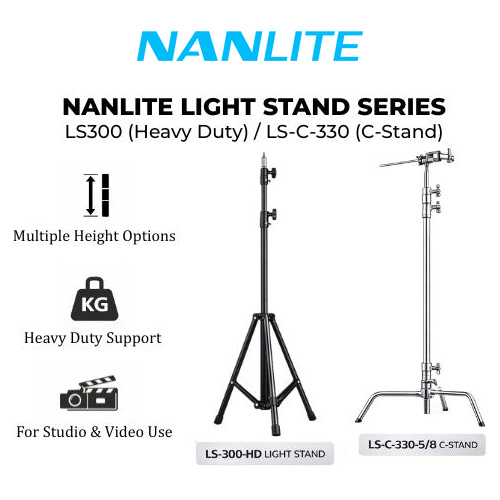 NANLITE
NANLITE LIGHT STAND SERIES
LS300 (Heavy Duty) / LS-C-330 (C-Stand)
Multiple Height Options
KG
Heavy Duty Support
For Studio & Video Use
LS-300-HD LIGHT STAND
LS-C-330-5/8 C-STAND